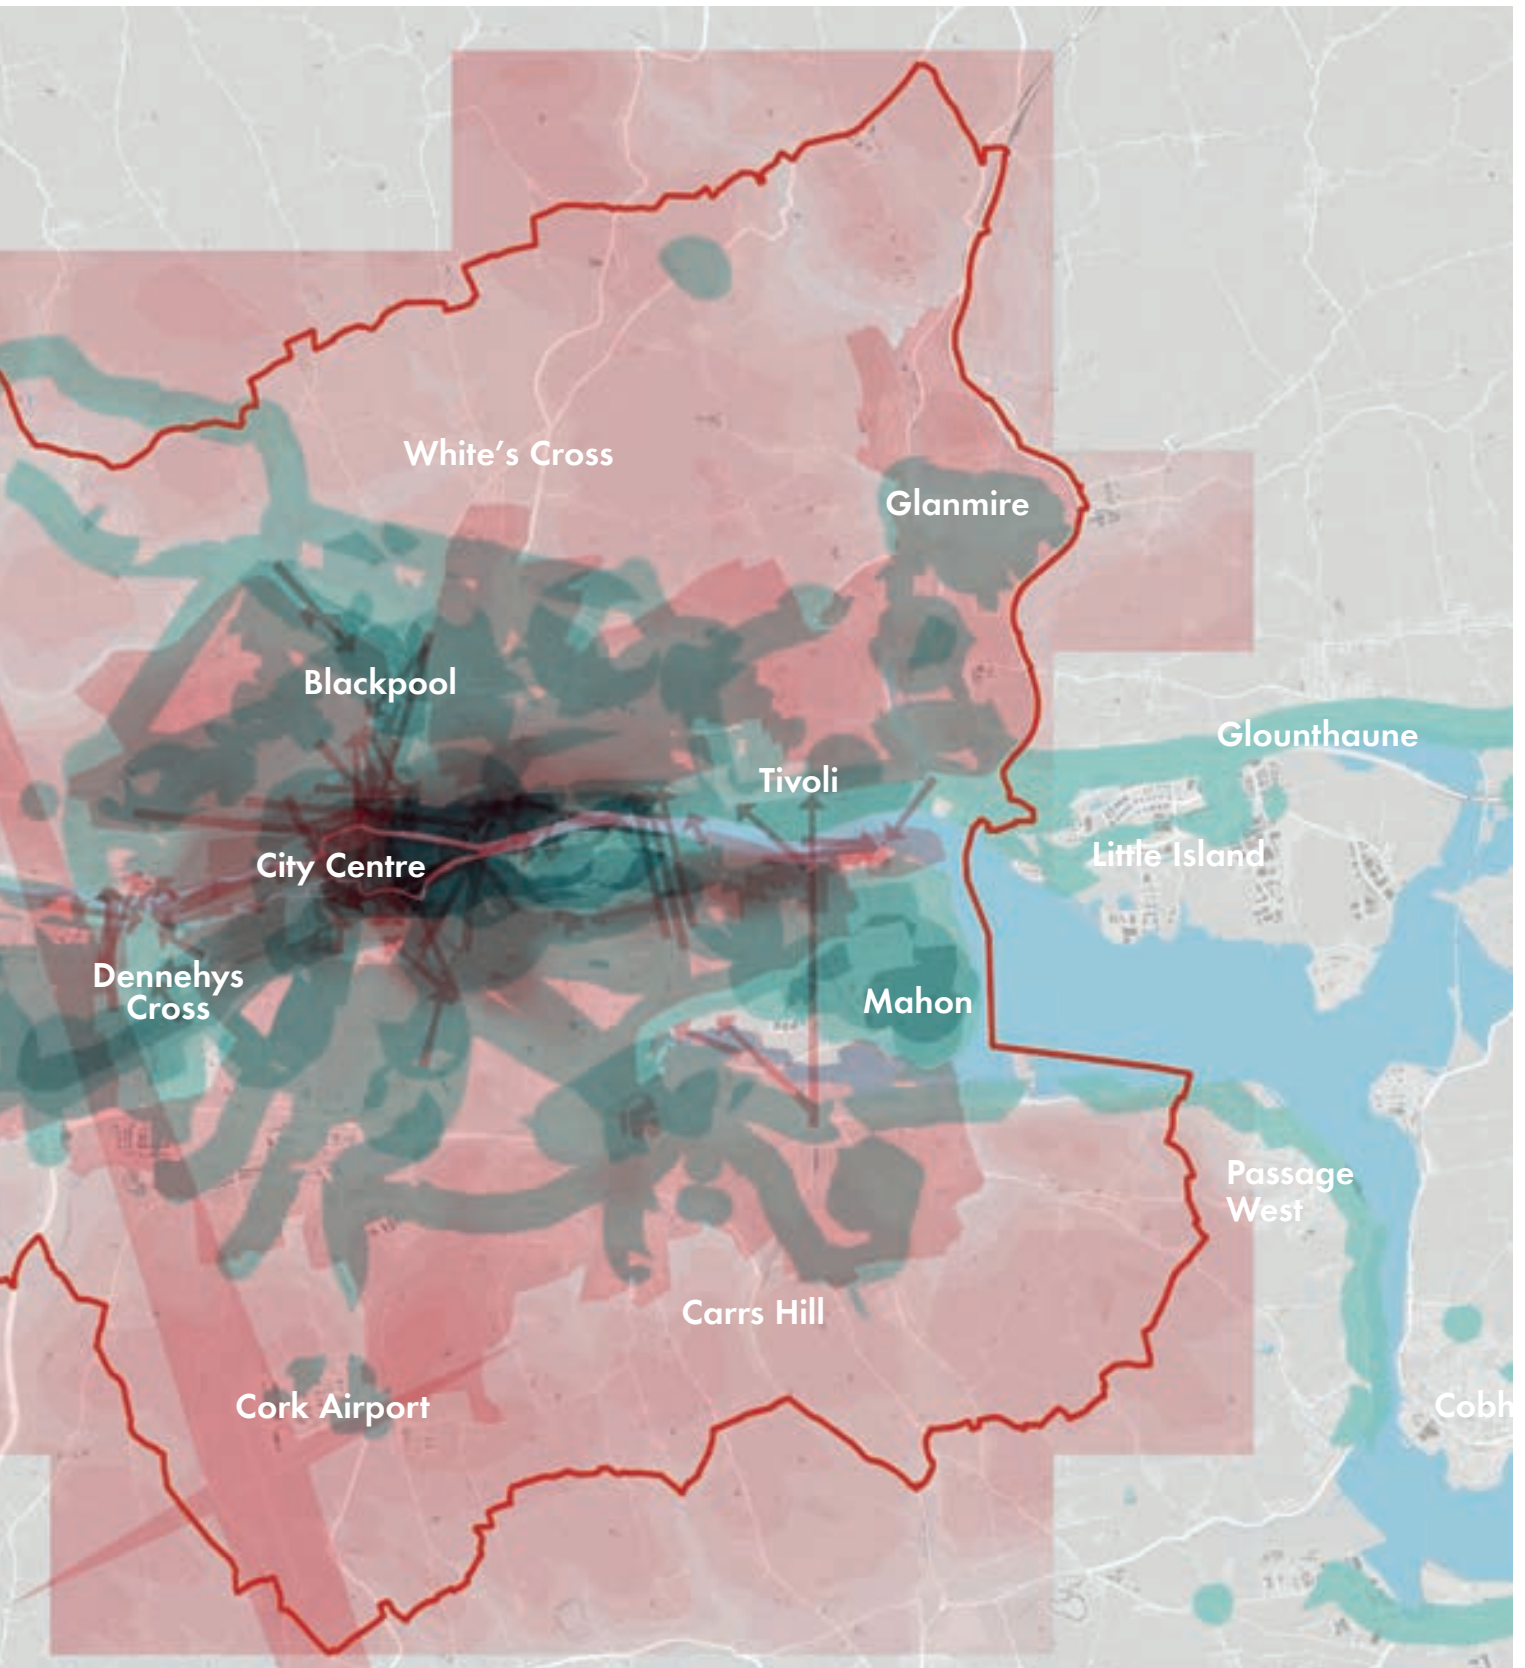 White's Cross
Glanmire
Blackpool
Glounthaune
Tivoli
Little Island
City Centre
Dennehys
Cross
Mahon
Passage
West
Carrs Hill
Cork Airport
Cobh